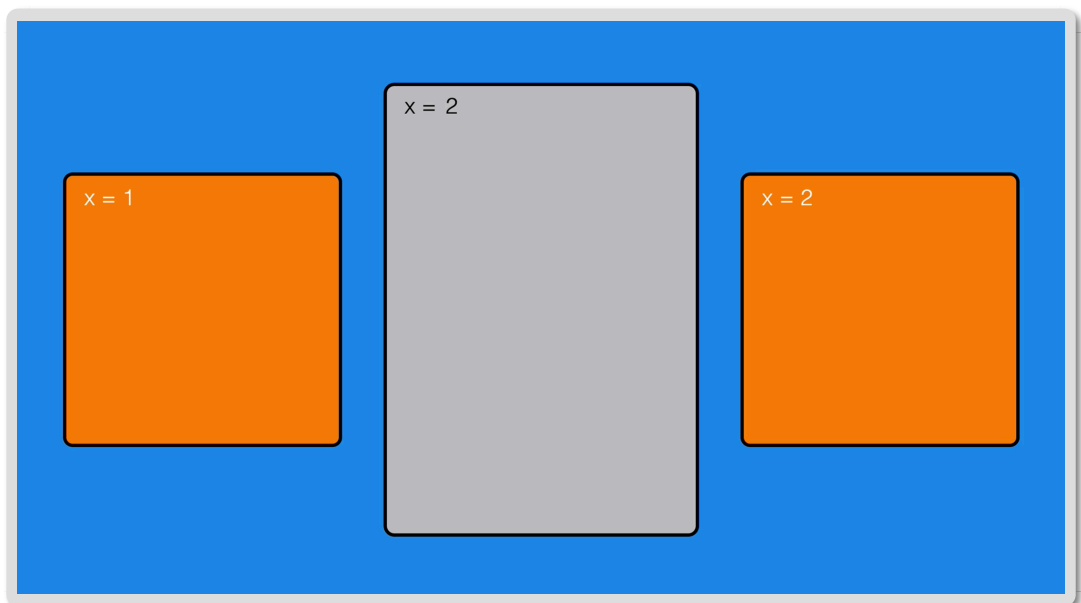 x = 1
x = 2
x = 2